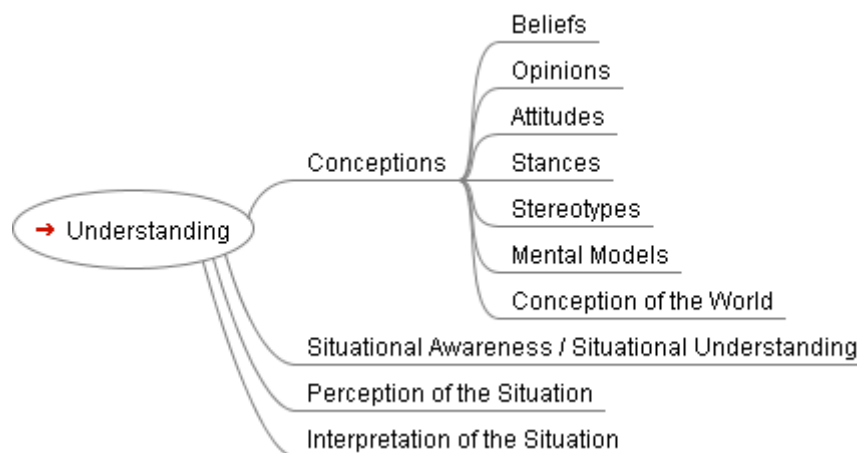 Understanding
Conceptions
Beliefs
Opinions
Attitudes
Stances
Stereotypes
Mental Models
Conception of the World
Situational Awareness / Situational Understanding
Perception of the Situation
Interpretation of the Situation